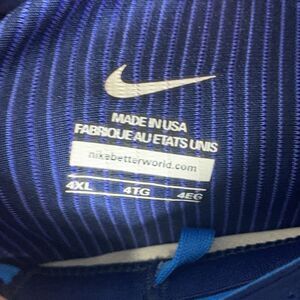 MADE IN USA
FABRIQUE AU ETATS UNIS
nikebetterworld.com
4XL 4TG 4EG